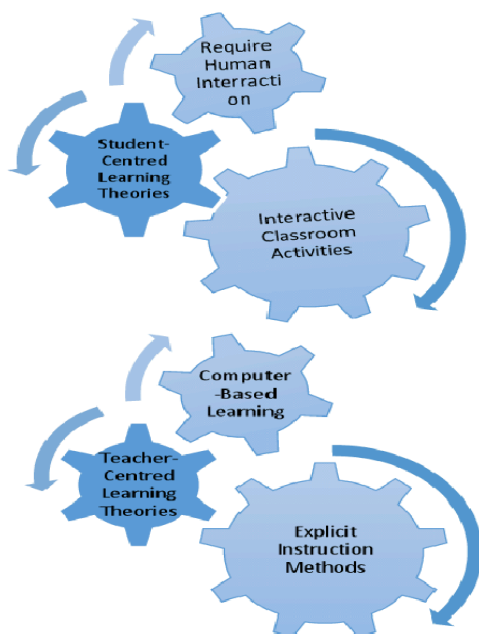 Require
Human
Interracti
on
Student-
Centred
Learning
Theories
Interactive
Classroom
Activities
Computer
-Based
Learning
Teacher-
Centred
Learning
Theories
Explicit
Instruction
Methods